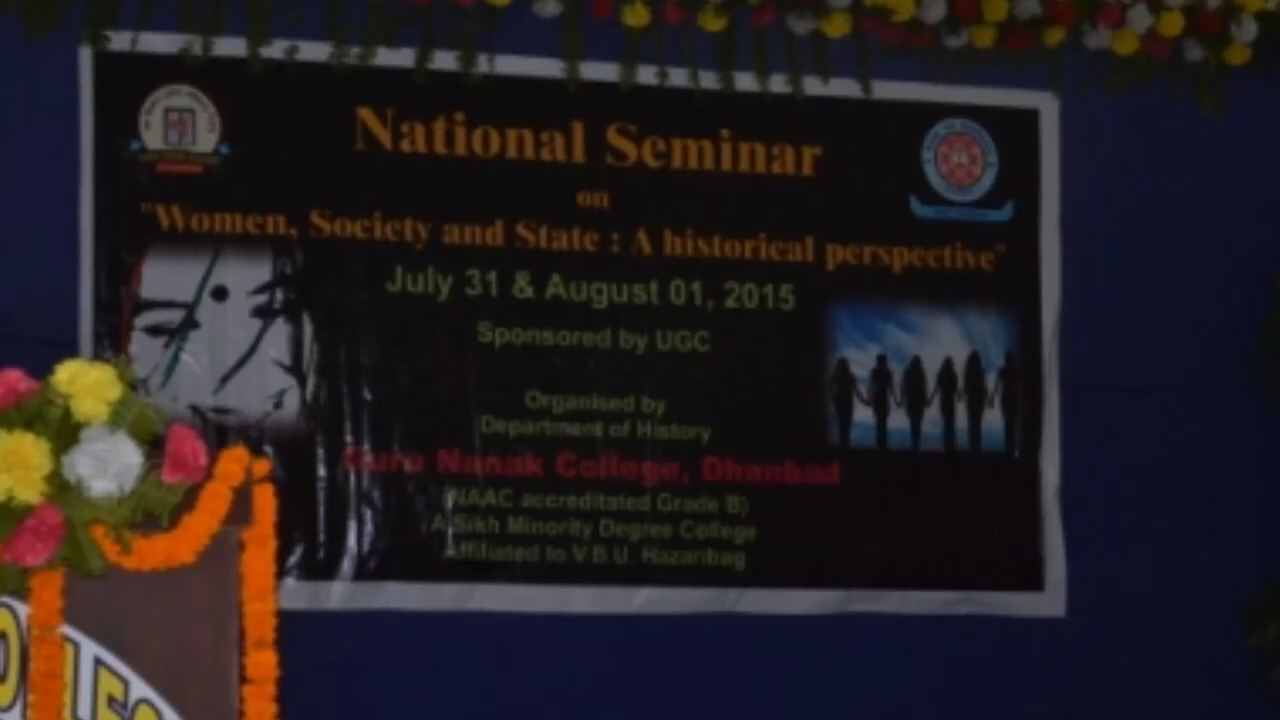 National Seminar
on
"Women, Society and State : A historical perspective"
July 31 & August 01, 2015
Sponsored by UGC
Organised by
Department of History
Guru Nanak College, Dhanbad
(NAAC accreditated Grade B)
A Sikh Minority Degree College
Affiliated to V.B.U. Hazaribag